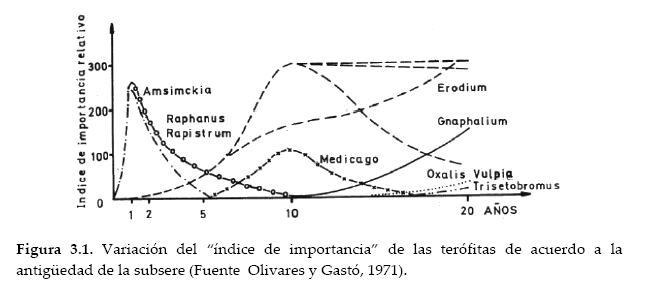 Indice de importancia relativo
300
200
100
0
Amsimckia
Raphanus
Rapistrum
Medicago
Erodium
Gnaphalium
Oxalis Vulpia
Trisetobromus
1 2 5 10 20 AÑOS
Figura 3.1. Variación del “índice de importancia” de las terófitas de acuerdo a la
antigüedad de la subsere (Fuente Olivares y Gastó, 1971).